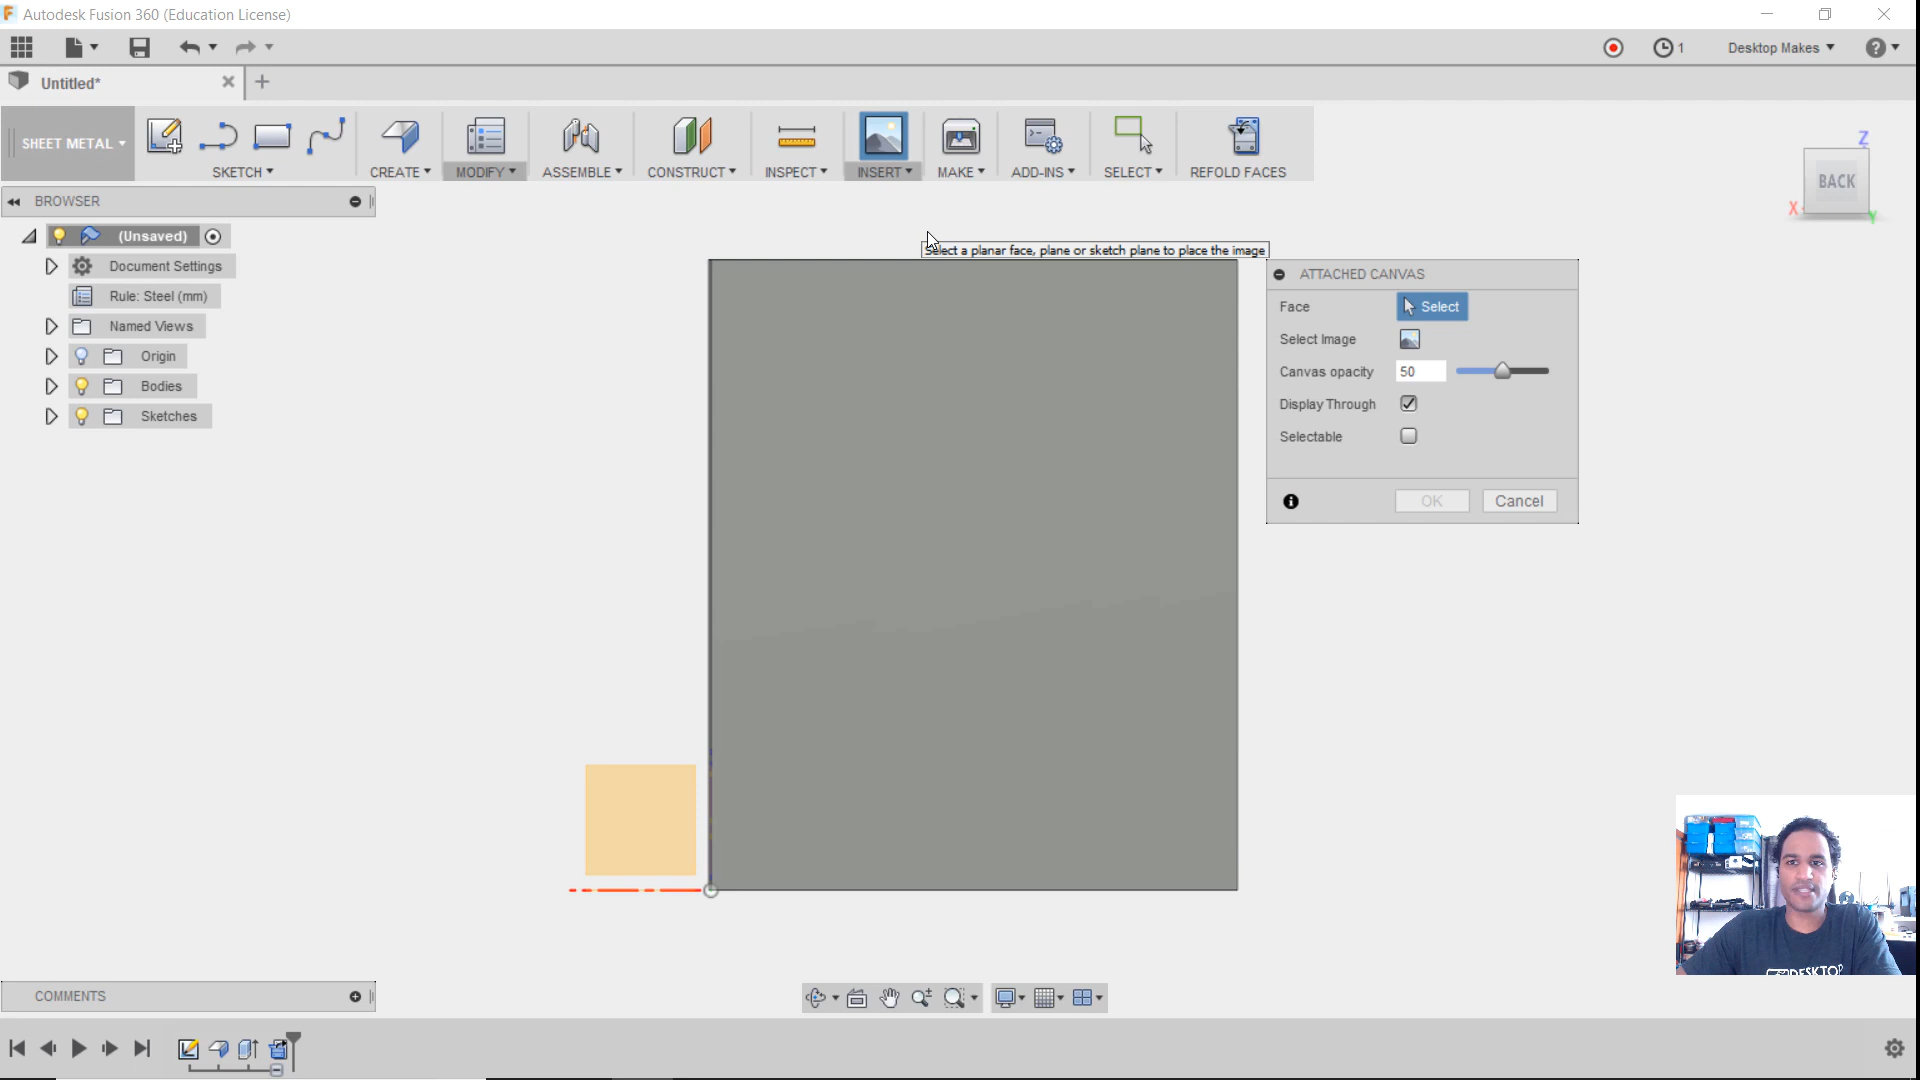 Autodesk Fusion 360 (Education License)
1
Desktop Makes
?
Untitled*
SHEET METAL
SKETCH
CREATE
MODIFY
ASSEMBLE
CONSTRUCT
INSPECT
INSERT
MAKE
ADD-INS
SELECT
REFOLD FACES
Z
BACK
X
Y
BROWSER
(Unsaved)
Document Settings
Rule: Steel (mm)
Named Views
Origin
Bodies
Sketches
Select a planar face, plane or sketch plane to place the image
ATTACHED CANVAS
Face
Select
Select Image
Canvas opacity
50
Display Through
Selectable
OK
Cancel
DESKTOP
COMMENTS